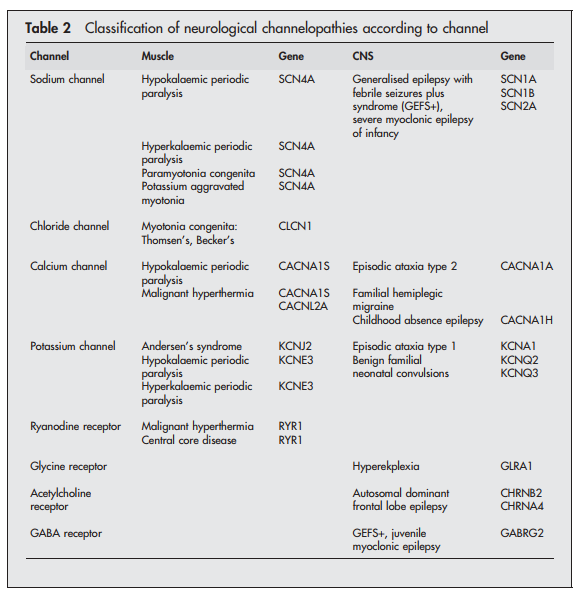 Table 2 Classification of neurological channelopathies according to channel
Channel Muscle Gene CNS Gene
Sodium channel Hypokalaemic periodic SCN4A Generalised epilepsy with SCN1A
paralysis febrile seizures plus SCN1B
syndrome (GEFS+), SCN2A
severe myoclonic epilepsy
of infancy
Hyperkalaemic periodic SCN4A
paralysis
Paramyotonia congenita SCN4A
Potassium aggravated SCN4A
myotonia
Chloride channel Myotonia congenita: CLCN1
Thomsen's, Becker's
Calcium channel Hypokalaemic periodic CACNA1S Episodic ataxia type 2 CACNA1A
paralysis
Malignant hyperthermia CACNA1S Familial hemiplegic
CACNL2A migraine
Childhood absence epilepsy CACNA1H
Potassium channel Andersen's syndrome KCNJ2 Episodic ataxia type 1 KCNA1
Hypokalaemic periodic KCNE3 Benign familial KCNQ2
paralysis neonatal convulsions KCNQ3
Hyperkalaemic periodic KCNE3
paralysis
Ryanodine receptor Malignant hyperthermia RYR1
Central core disease RYR1
Glycine receptor Hyperekplexia GLRA1
Acetylcholine Autosomal dominant CHRNB2
receptor frontal lobe epilepsy CHRNA4
GABA receptor GEFS+, juvenile GABRG2
myoclonic epilepsy